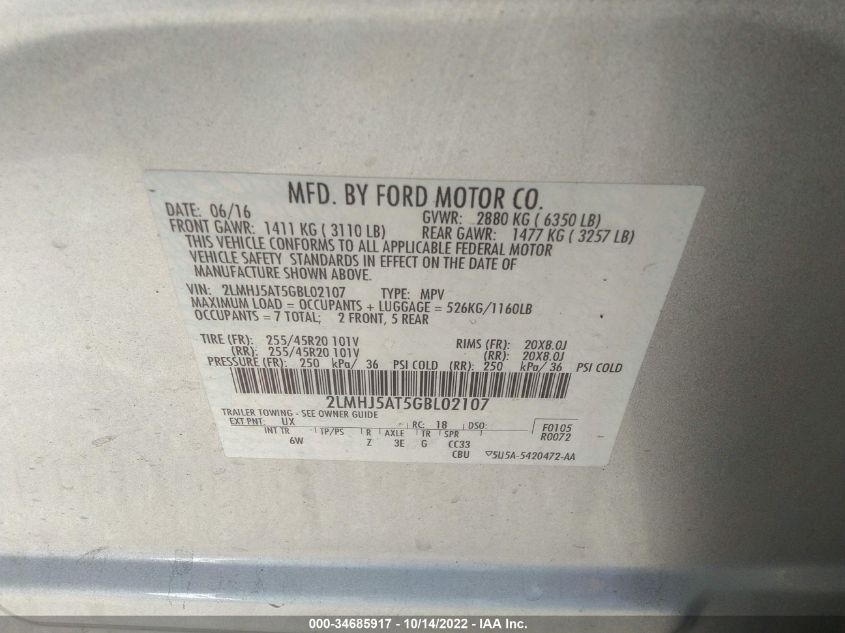 MFD. BY FORD MOTOR CO.
DATE: 06/16 GVWR: 2880 KG ( 6350 LB)
FRONT GAWR: 1411 KG ( 3110 LB) REAR GAWR: 1477 KG ( 3257 LB)
THIS VEHICLE CONFORMS TO ALL APPLICABLE FEDERAL MOTOR
VEHICLE SAFETY STANDARDS IN EFFECT ON THE DATE OF
MANUFACTURE SHOWN ABOVE.
VIN: 2LMHJ5AT5GBL02107 TYPE: MPV
MAXIMUM LOAD = OCCUPANTS + LUGGAGE = 526KG/1160LB
OCCUPANTS = 7 TOTAL; 2 FRONT, 5 REAR
TIRE (FR): 255/45R20 101V RIMS (FR): 20X8.0J
(RR): 255/45R20 101V (RR): 20X8.0J
PRESSURE (FR): 250 kPa/ 36 PSI COLD (RR): 250 kPa/ 36 PSI COLD
2LMHJ5AT5GBL02107
TRAILER TOWING - SEE OWNER GUIDE
EXT PNT: UX RC: 18 DSO: F0105
INT TR TP/PS R AXLE TR SPR R0072
6W Z 3E G CC33
CBU ▽5U5A-5420472-AA
000-34685917 - 10/14/2022 - IAA Inc.